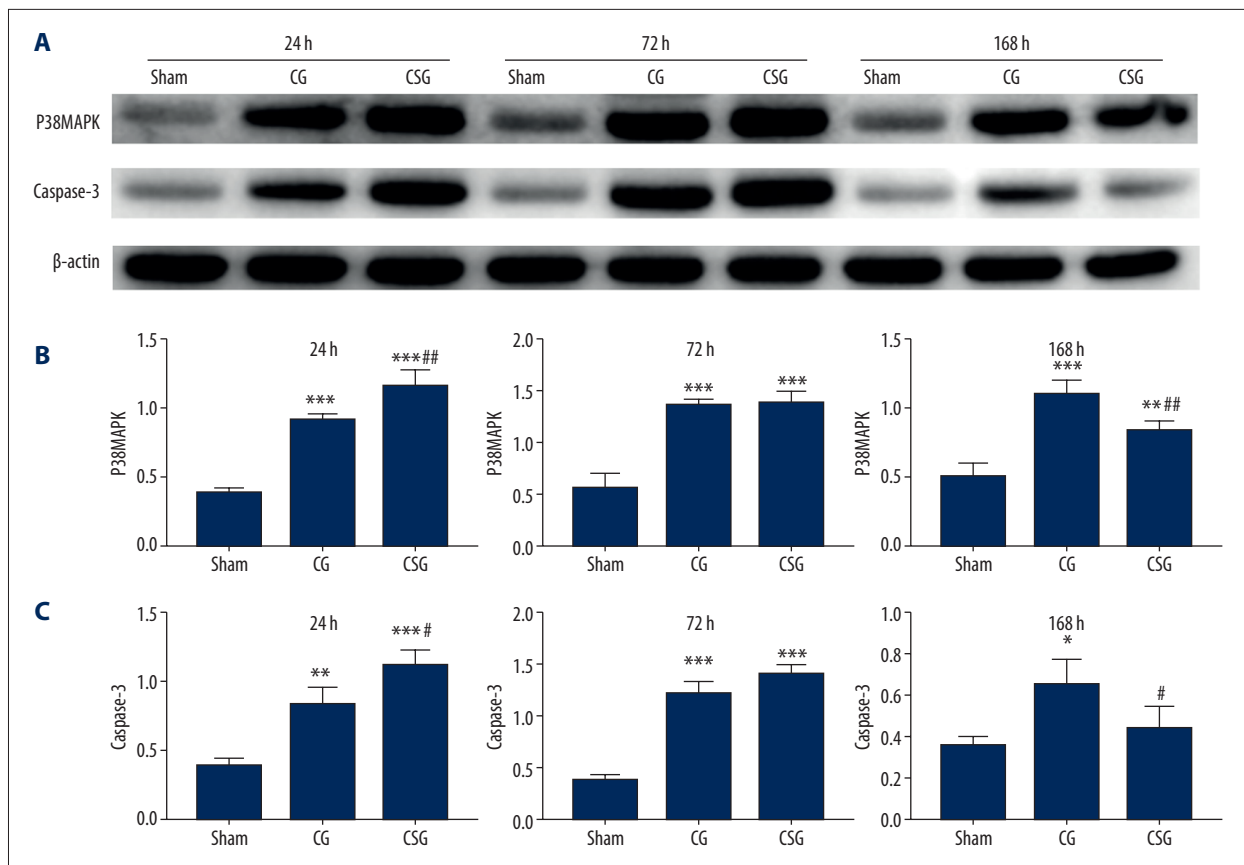 A
24 h 72 h 168 h
Sham CG CSG Sham CG CSG Sham CG CSG
P38MAPK
Caspase-3
β-actin
B
P38MAPK
1.5
1.0
0.5
0.0
24 h
***
***##
Sham CG CSG
P38MAPK
2.0
1.5
1.0
0.5
0.0
72 h
***
***
Sham CG CSG
P38MAPK
1.5
1.0
0.5
0.0
168 h
***
**##
Sham CG CSG
C
Caspase-3
1.5
1.0
0.5
0.0
24 h
**
***#
Sham CG CSG
Caspase-3
2.0
1.5
1.0
0.5
0.0
72 h
***
***
Sham CG CSG
Caspase-3
1.0
0.8
0.6
0.4
0.2
0.0
168 h
*
#
Sham CG CSG